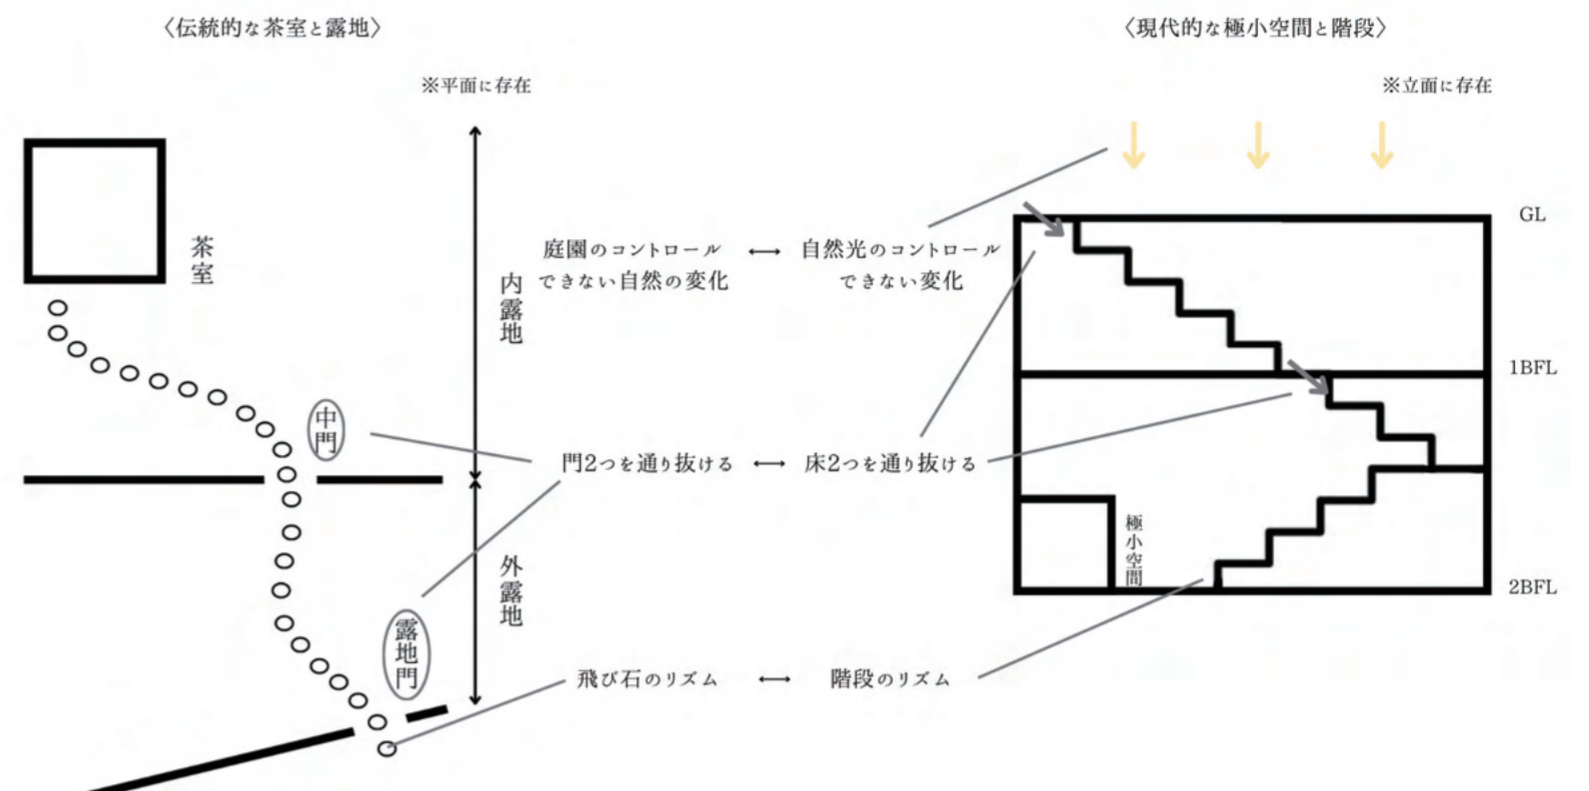 〈伝統的な茶室と露地〉
※平面に存在
茶室
内露地
中門
外露地
露地門
庭園のコントロール
できない自然の変化
⟷
自然光のコントロール
できない変化
門2つを通り抜ける ⟷ 床2つを通り抜ける
飛び石のリズム ⟷ 階段のリズム
〈現代的な極小空間と階段〉
※立面に存在
GL
1BFL
極小空間
2BFL